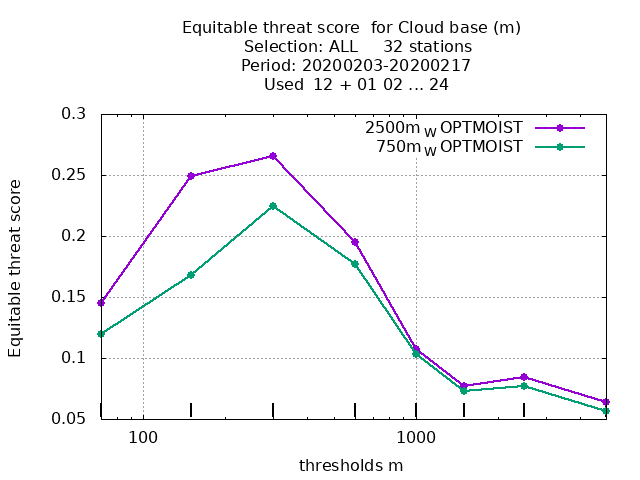 Equitable threat score  for Cloud base (m)
Selection: ALL     32 stations
Period: 20200203-20200217
Used  12 + 01 02 ... 24
2500m_W OPTMOIST
750m_W OPTMOIST
0.3
0.25
0.2
0.15
0.1
0.05
Equitable threat score
100
1000
thresholds m